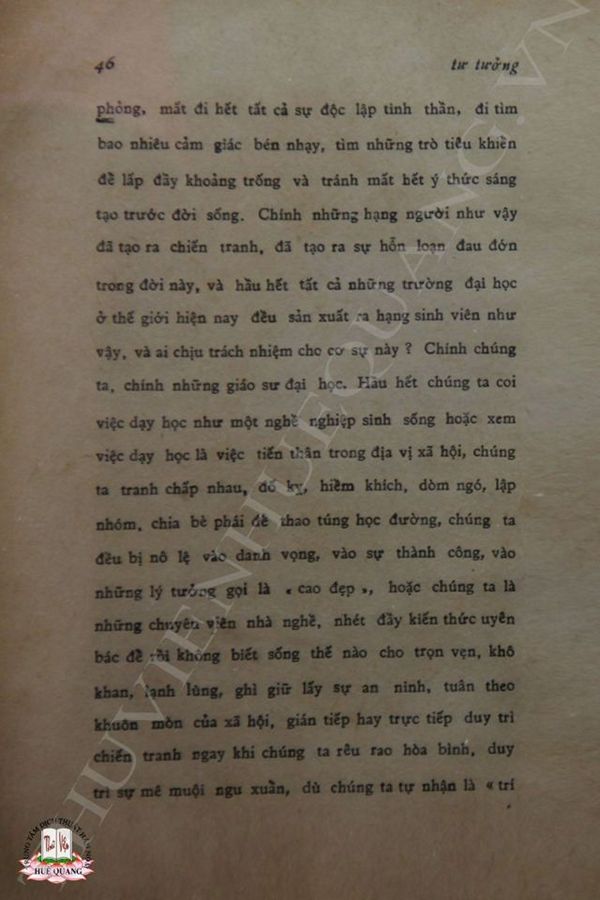 46
tư tưởng
phỏng, mất đi hết tất cả sự độc lập tinh thần, đi tìm
bao nhiêu cảm giác bén nhạy, tìm những trò tiêu khiển
để lấp đầy khoảng trống và tránh mất hết ý thức sáng
tạo trước đời sống. Chính những hạng người như vậy
đã tạo ra chiến tranh, đã tạo ra sự hỗn loạn đau đớn
trong đời này, và hầu hết tất cả những trường đại học
ở thế giới hiện nay đều sản xuất ra hạng sinh viên như
vậy, và ai chịu trách nhiệm cho cơ sự này ? Chính chúng
ta, chính những giáo sư đại học. Hầu hết chúng ta coi
việc dạy học như một nghề nghiệp sinh sống hoặc xem
việc dạy học là việc tiến thân trong địa vị xã hội, chúng
ta tranh chấp nhau, đố kỵ, hiềm khích, dòm ngó, lập
nhóm, chia bè phái để thao túng học đường, chúng ta
đều bị nô lệ vào danh vọng, vào sự thành công, vào
những lý tưởng gọi là « cao đẹp », hoặc chúng ta là
những chuyên viên nhà nghề, nhét đầy kiến thức uyên
bác để rồi không biết sống thế nào cho trọn vẹn, khô
khan, lạnh lùng, ghì giữ lấy sự an ninh, tuân theo
khuôn mòn của xã hội, gián tiếp hay trực tiếp duy trì
chiến tranh ngay khi chúng ta rêu rao hòa bình, duy
trì sự mê muội ngu xuẩn, dù chúng ta tự nhận là « trí
THUVIENHUEQUANG.VN
TRUNG TÂM DỊCH THUẬT HÁN NÔM
Thư Viện
HUỆ QUANG